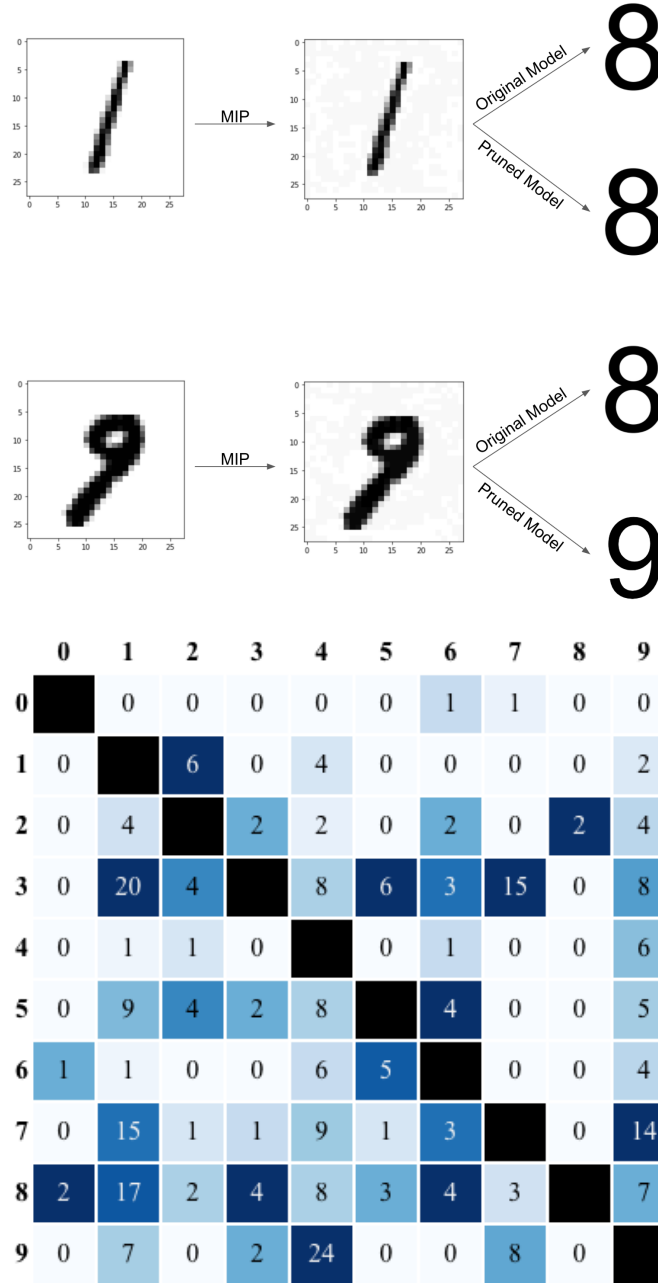 0
5
10
15
20
25
0 5 10 15 20 25
MIP
0
5
10
15
20
25
0 5 10 15 20 25
Original Model
8
Pruned Model
8
0
5
10
15
20
25
0 5 10 15 20 25
MIP
0
5
10
15
20
25
0 5 10 15 20 25
Original Model
8
Pruned Model
9
0 1 2 3 4 5 6 7 8 9
0 0 0 0 0 0 1 1 0 0
1 0 6 0 4 0 0 0 0 2
2 0 4 2 2 0 2 0 2 4
3 0 20 4 8 6 3 15 0 8
4 0 1 1 0 0 1 0 0 6
5 0 9 4 2 8 4 0 0 5
6 1 1 0 0 6 5 0 0 4
7 0 15 1 1 9 1 3 0 14
8 2 17 2 4 8 3 4 3 7
9 0 7 0 2 24 0 0 8 0